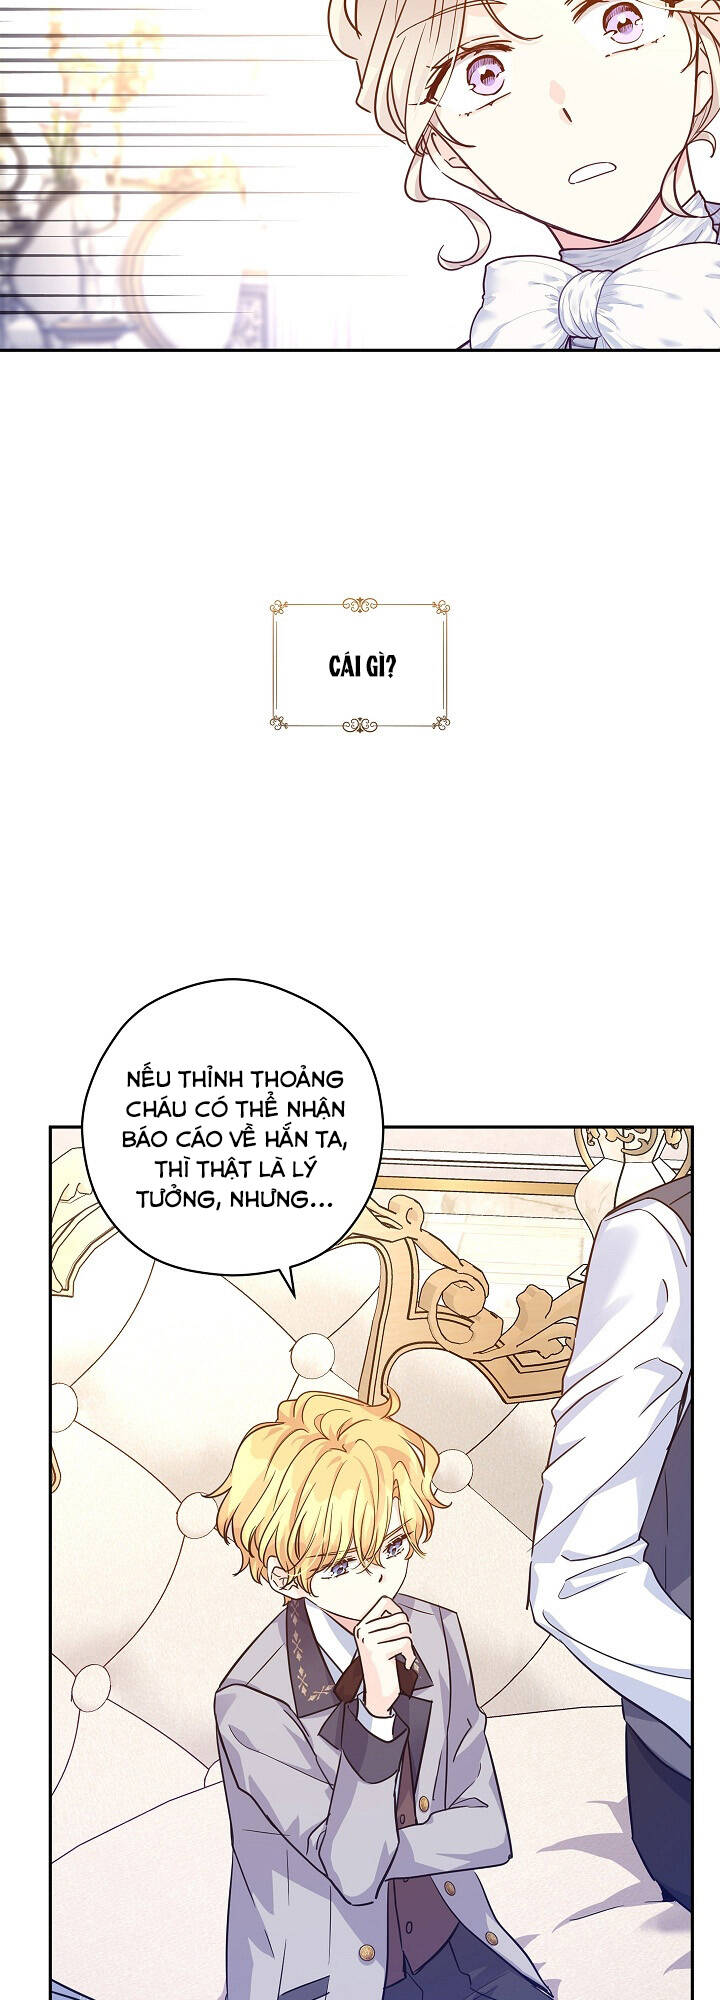 CÁI GÌ?
NẾU THỈNH THOẢNG
CHÁU CÓ THỂ NHẬN
BÁO CÁO VỀ HẮN TA,
THÌ THẬT LÀ LÝ
TƯỞNG, NHƯNG...